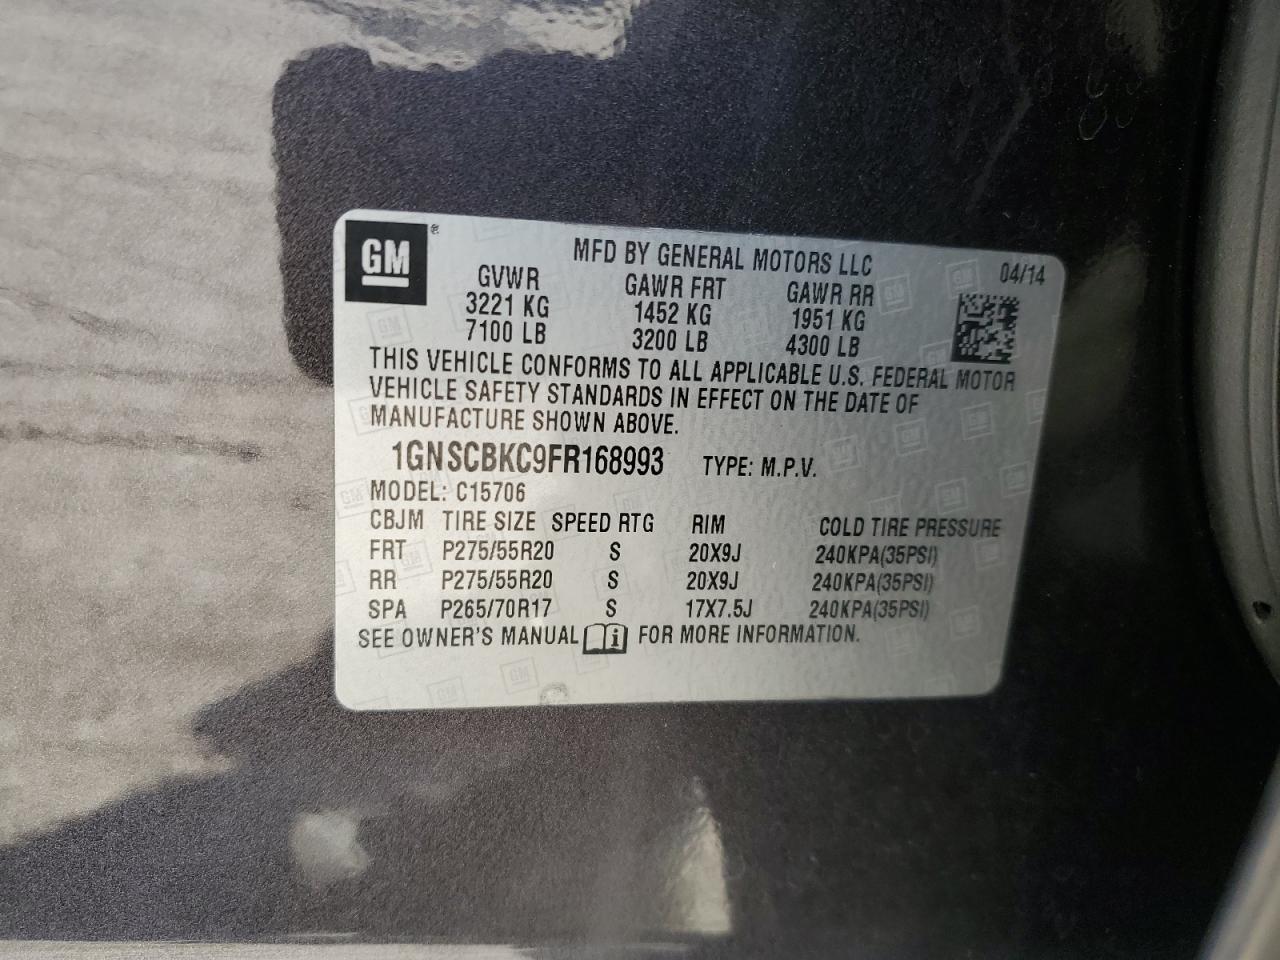 GM®
MFD BY GENERAL MOTORS LLC 04/14
GVWR GAWR FRT GAWR RR
3221 KG 1452 KG 1951 KG
7100 LB 3200 LB 4300 LB
THIS VEHICLE CONFORMS TO ALL APPLICABLE U.S. FEDERAL MOTOR
VEHICLE SAFETY STANDARDS IN EFFECT ON THE DATE OF
MANUFACTURE SHOWN ABOVE.
1GNSCBKC9FR168993 TYPE: M.P.V.
MODEL: C15706
CBJM TIRE SIZE SPEED RTG RIM COLD TIRE PRESSURE
FRT P275/55R20 S 20X9J 240KPA(35PSI)
RR P275/55R20 S 20X9J 240KPA(35PSI)
SPA P265/70R17 S 17X7.5J 240KPA(35PSI)
SEE OWNER'S MANUAL i FOR MORE INFORMATION.